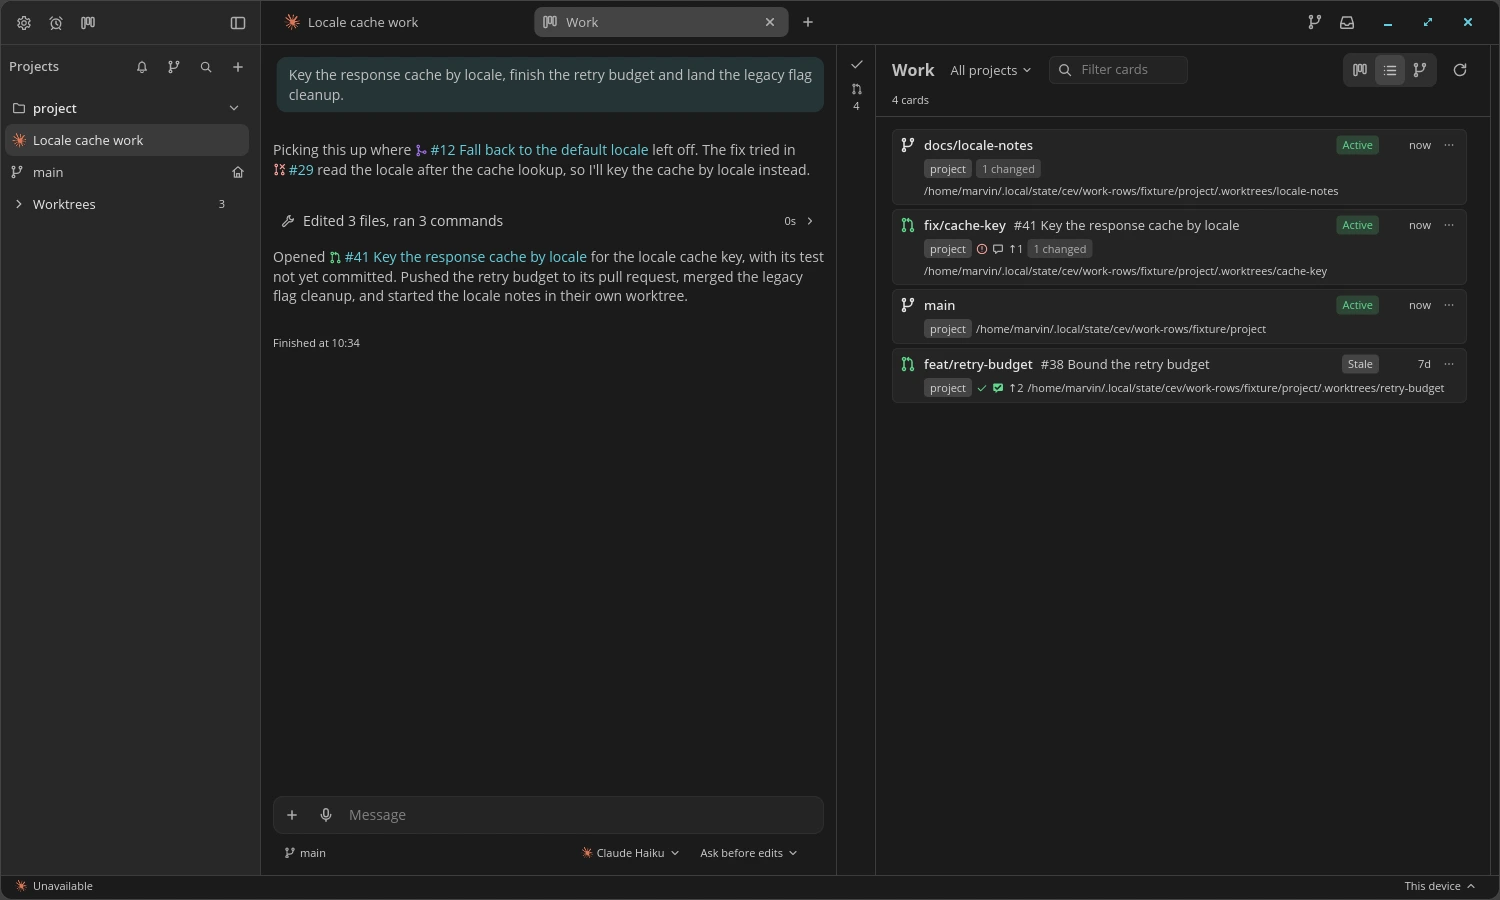 Locale cache work
Work
Projects
project
Locale cache work
main
Worktrees
3
Key the response cache by locale, finish the retry budget and land the legacy flag
cleanup.
Picking this up where #12 Fall back to the default locale left off. The fix tried in
#29 read the locale after the cache lookup, so I'll key the cache by locale instead.
Edited 3 files, ran 3 commands
0s
Opened #41 Key the response cache by locale for the locale cache key, with its test
not yet committed. Pushed the retry budget to its pull request, merged the legacy
flag cleanup, and started the locale notes in their own worktree.
Finished at 10:34
Message
main
Claude Haiku
Ask before edits
4
Work
All projects
Filter cards
4 cards
docs/locale-notes
Active
now
project
1 changed
/home/marvin/.local/state/cev/work-rows/fixture/project/.worktrees/locale-notes
fix/cache-key #41 Key the response cache by locale
Active
now
project
↑1
1 changed
/home/marvin/.local/state/cev/work-rows/fixture/project/.worktrees/cache-key
main
Active
now
project
/home/marvin/.local/state/cev/work-rows/fixture/project
feat/retry-budget #38 Bound the retry budget
Stale
7d
project
↑2 /home/marvin/.local/state/cev/work-rows/fixture/project/.worktrees/retry-budget
Unavailable
This device